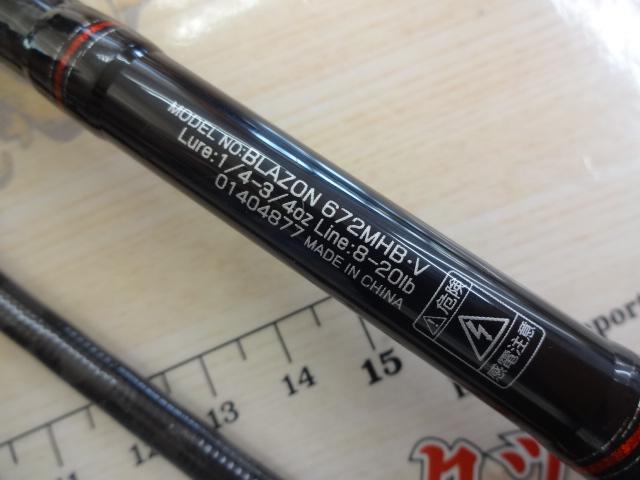 MODEL NO:BLAZON 672MHB・V
Lure:1/4-3/4oz Line:8-20lb
01404877 MADE IN CHINA
危険
感電注意
12 13 14 15